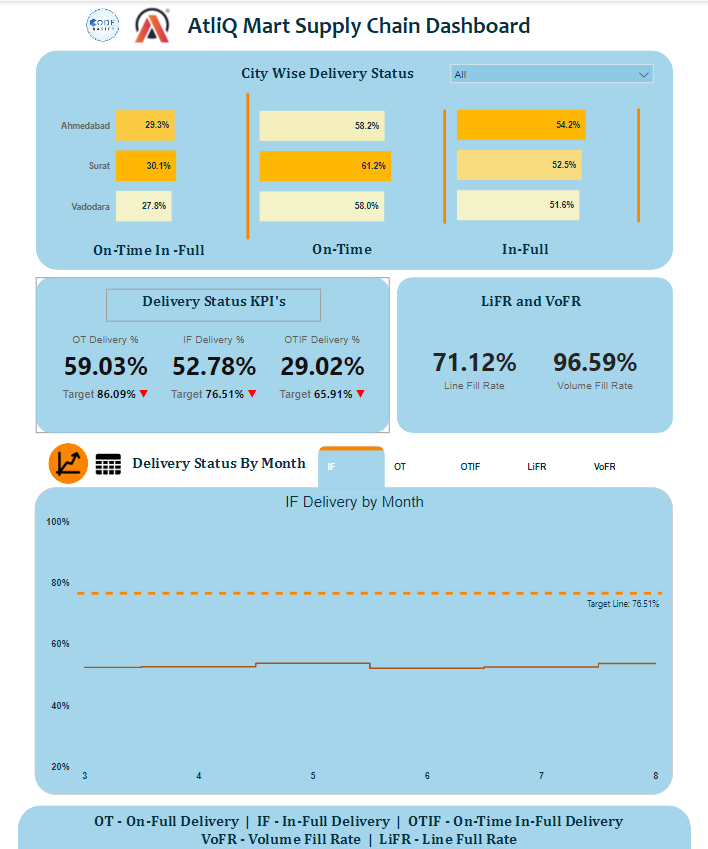 CODE
BASICS
AtliQ Mart Supply Chain Dashboard
City Wise Delivery Status
All
Ahmedabad 29.3% 58.2% 54.2%
Surat 30.1% 61.2% 52.5%
Vadodara 27.8% 58.0% 51.6%
On-Time In -Full On-Time In-Full
Delivery Status KPI's
OT Delivery % IF Delivery % OTIF Delivery %
59.03% 52.78% 29.02%
Target 86.09% ▼ Target 76.51% ▼ Target 65.91% ▼
LiFR and VoFR
71.12% 96.59%
Line Fill Rate Volume Fill Rate
Delivery Status By Month IF OT OTIF LiFR VoFR
IF Delivery by Month
100%
80%
Target Line: 76.51%
60%
40%
20%
3 4 5 6 7 8
OT - On-Full Delivery | IF - In-Full Delivery | OTIF - On-Time In-Full Delivery
VoFR - Volume Fill Rate | LiFR - Line Full Rate